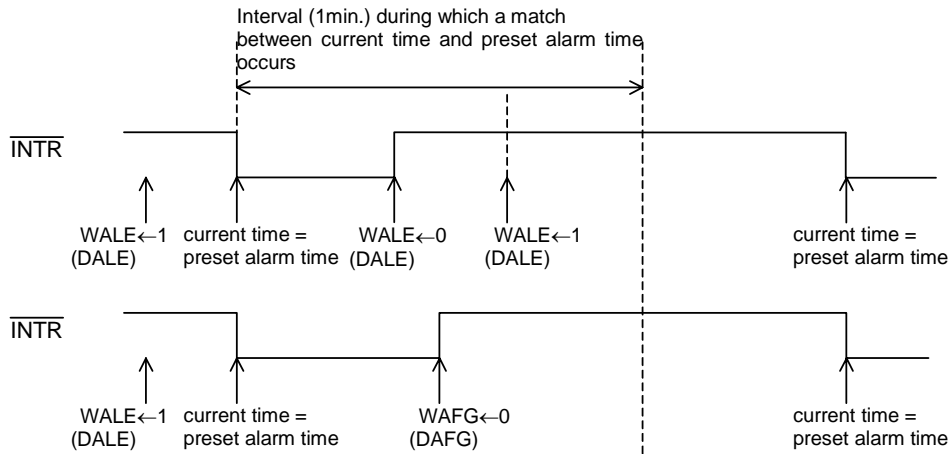 Interval (1min.) during which a match
between current time and preset alarm time
occurs
INTR
WALE←1
(DALE)
current time =
preset alarm time
WALE←0
(DALE)
WALE←1
(DALE)
current time =
preset alarm time
INTR
WALE←1
(DALE)
current time =
preset alarm time
WAFG←0
(DAFG)
current time =
preset alarm time